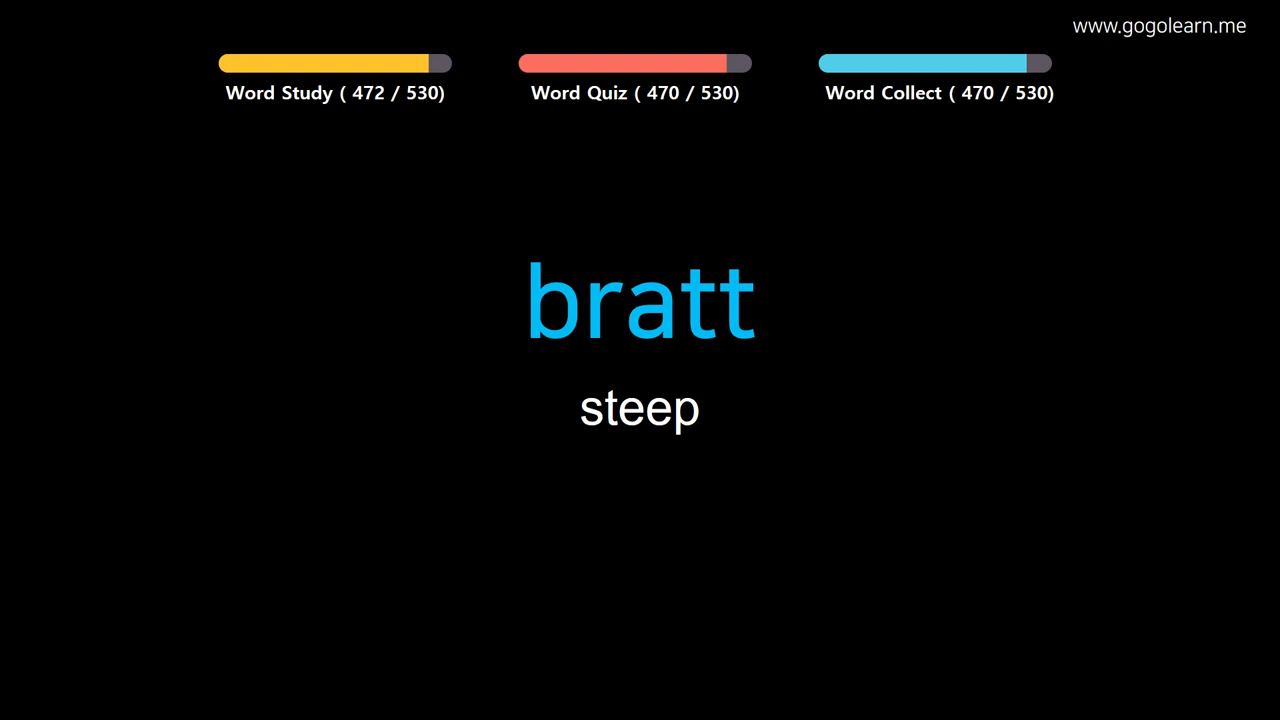 www.gogolearn.me
Word Study ( 472 / 530)
Word Quiz ( 470 / 530)
Word Collect ( 470 / 530)
bratt
steep